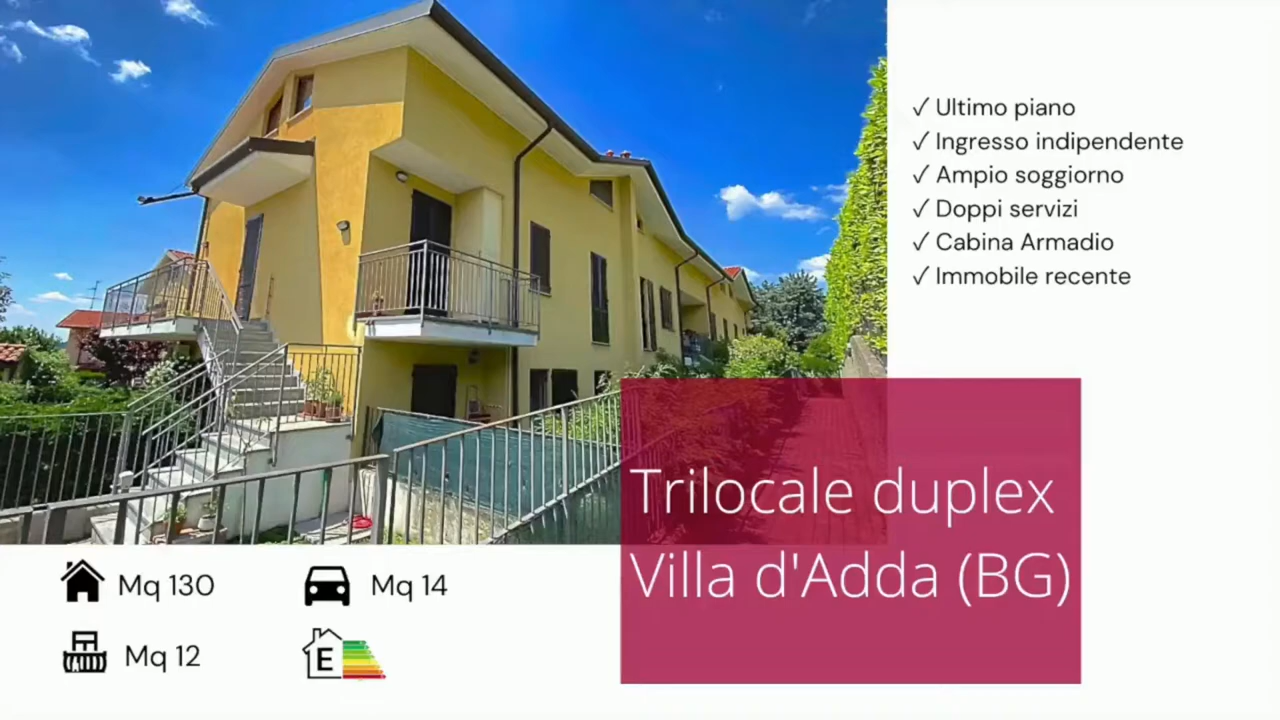 ✓ Ultimo piano
✓ Ingresso indipendente
✓ Ampio soggiorno
✓ Doppi servizi
✓ Cabina Armadio
✓ Immobile recente
Trilocale duplex
Villa d'Adda (BG)
Mq 130
Mq 14
Mq 12
E